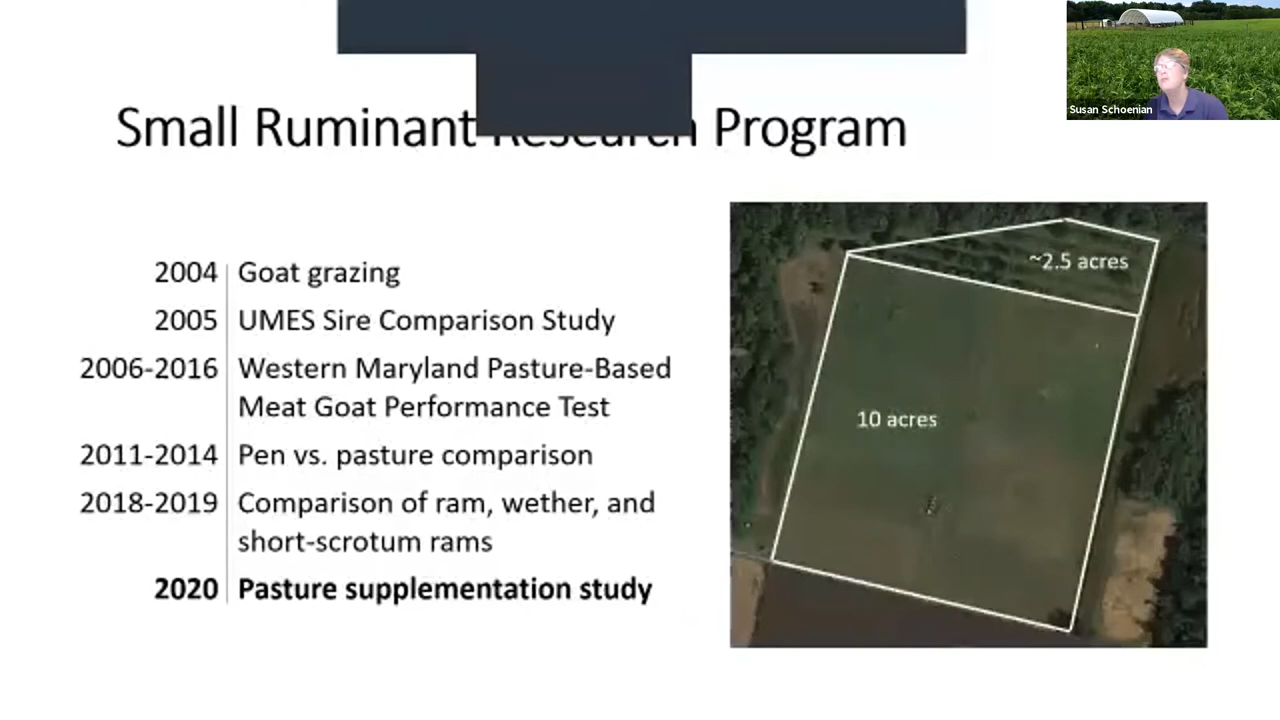 Small Ruminant Research Program
Susan Schoenian
2004 Goat grazing
2005 UMES Sire Comparison Study
2006-2016 Western Maryland Pasture-Based
Meat Goat Performance Test
2011-2014 Pen vs. pasture comparison
2018-2019 Comparison of ram, wether, and
short-scrotum rams
2020 Pasture supplementation study
~2.5 acres
10 acres